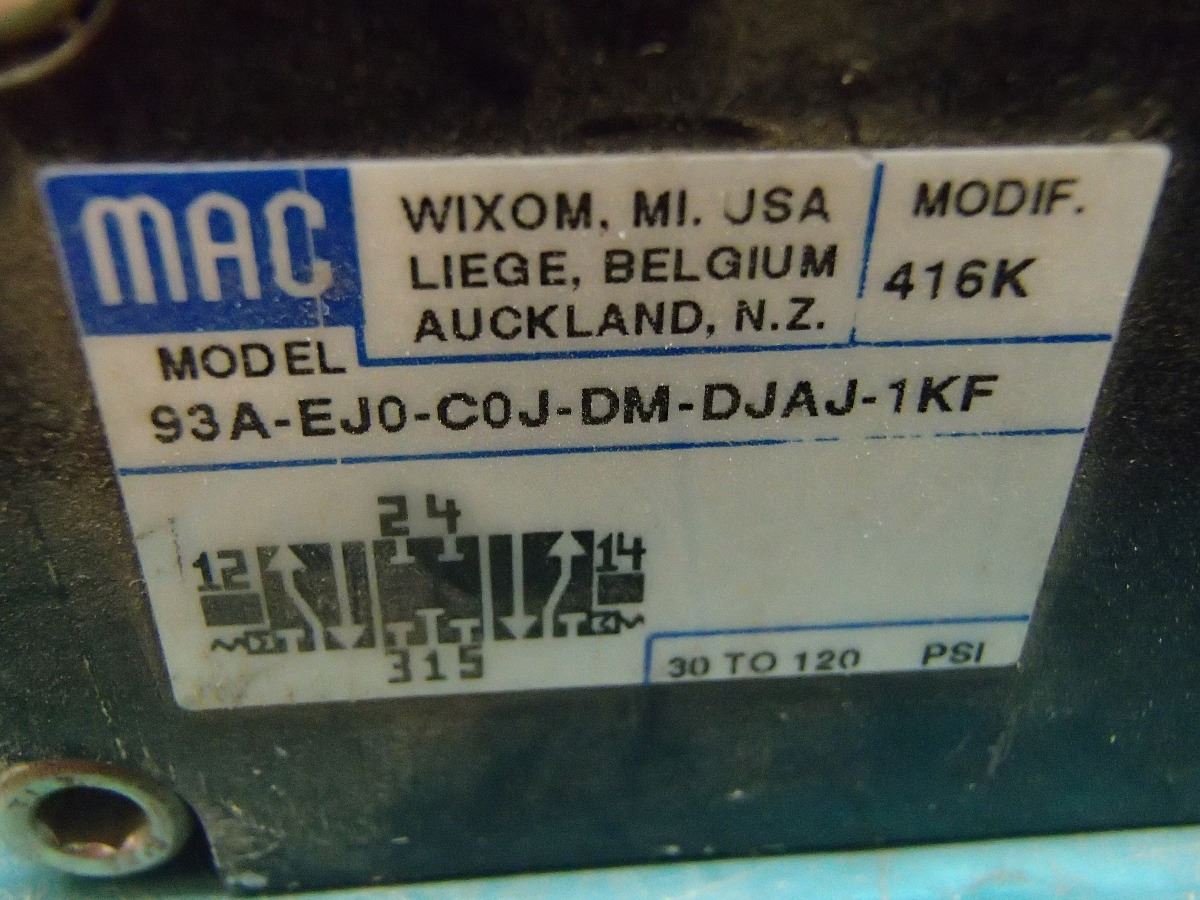 MAC
WIXOM, MI. USA
LIEGE, BELGIUM
AUCKLAND, N.Z.
MODIF.
416K
MODEL
93A-EJ0-C0J-DM-DJAJ-1KF
24
12
14
315
30 TO 120 PSI